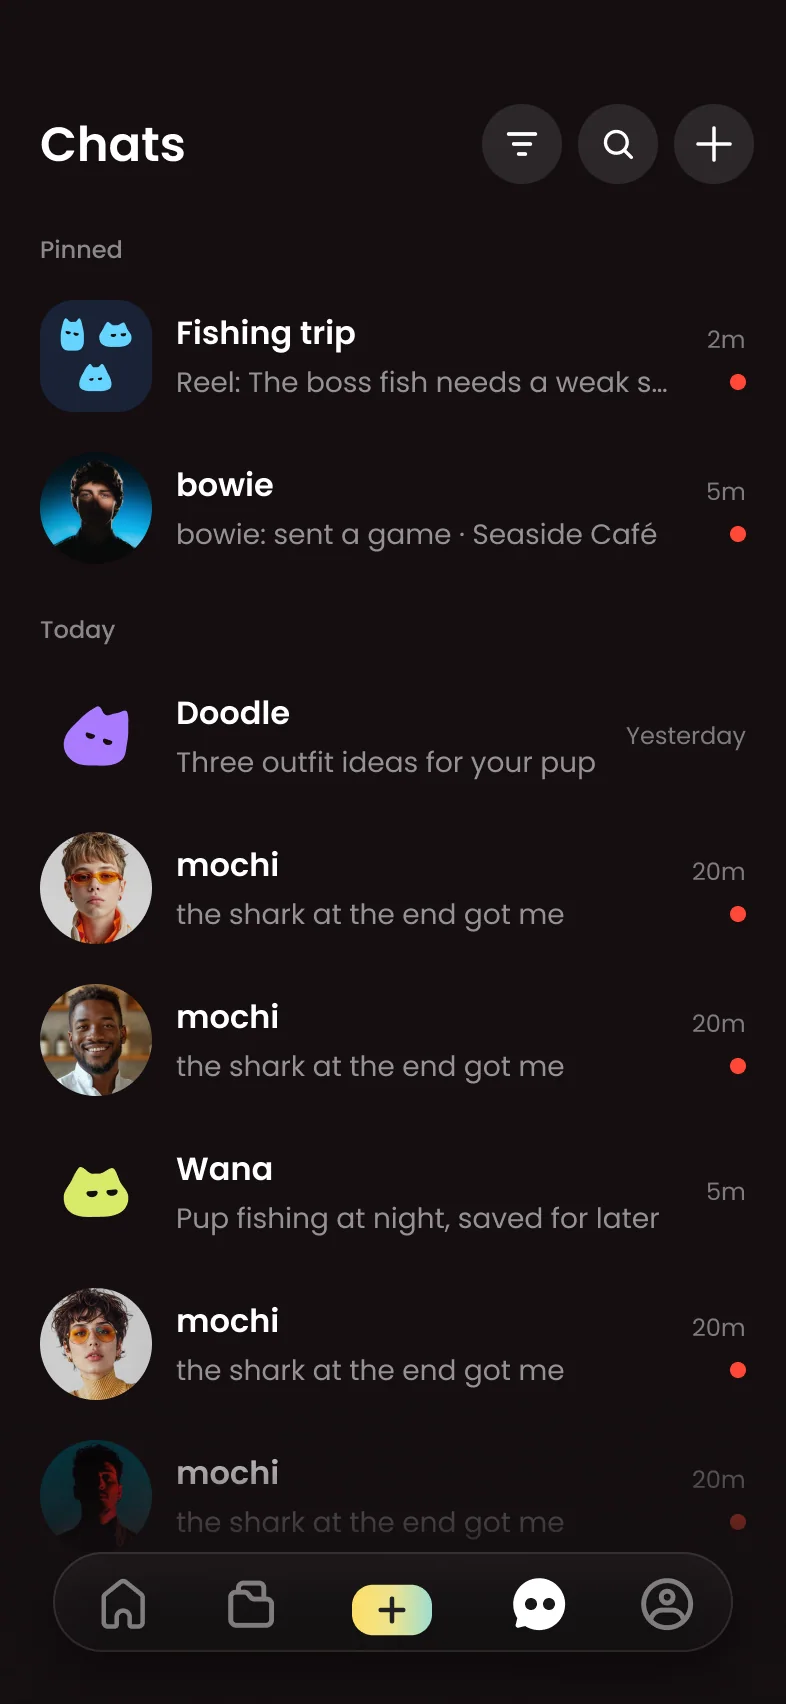 Chats
Pinned
Fishing trip
2m
Reel: The boss fish needs a weak s...
bowie
5m
bowie: sent a game · Seaside Café
Today
Doodle
Yesterday
Three outfit ideas for your pup
mochi
20m
the shark at the end got me
mochi
20m
the shark at the end got me
Wana
5m
Pup fishing at night, saved for later
mochi
20m
the shark at the end got me
mochi
20m
the shark at the end got me